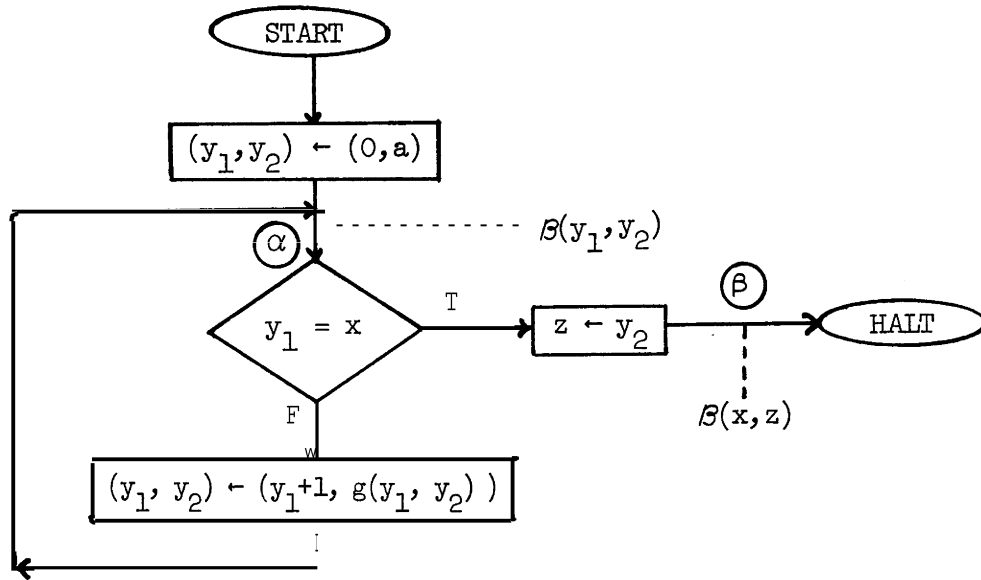 START
(y₁,y₂) ← (0,a)
β(y₁,y₂)
α
y₁ = x
T
z ← y₂
β
HALT
β(x,z)
F
w
(y₁, y₂) ← (y₁+1, g(y₁, y₂) )
I